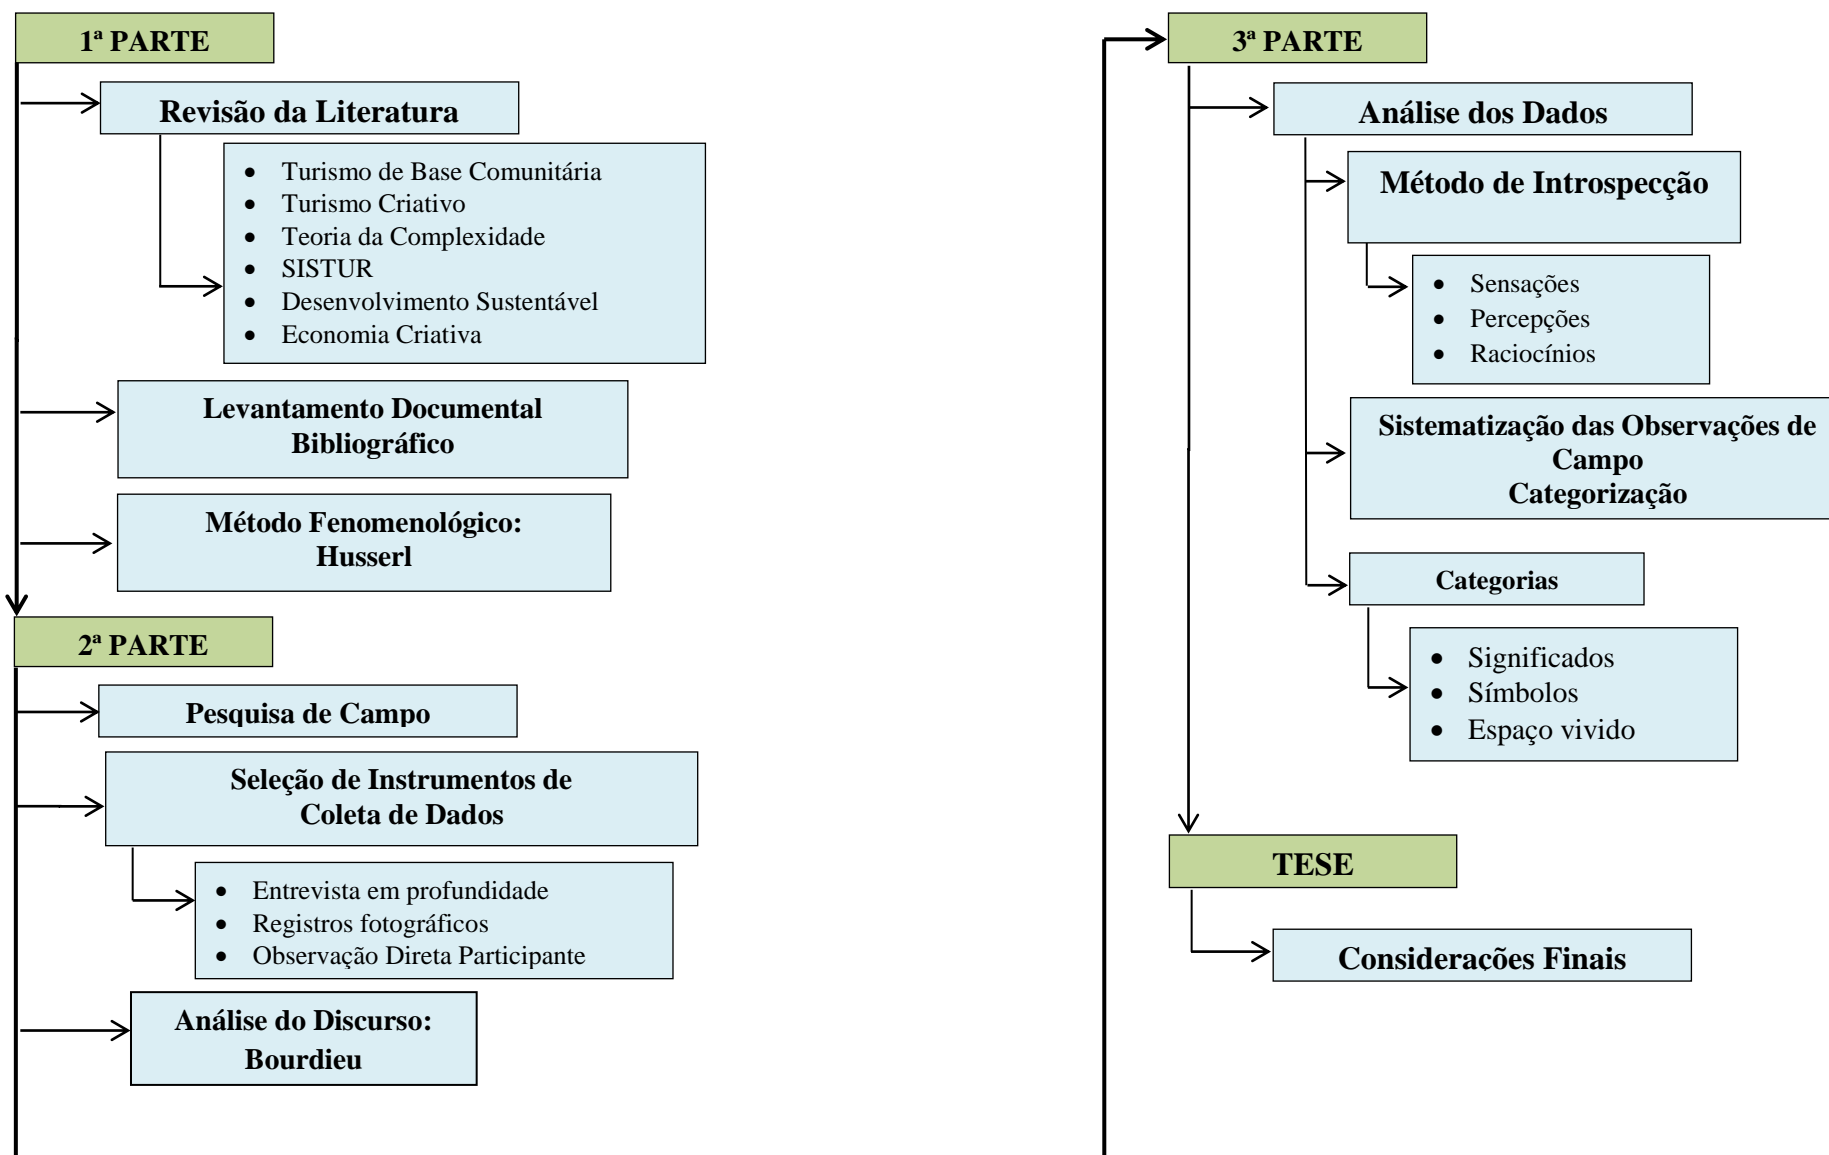 1ª PARTE
Revisão da Literatura
• Turismo de Base Comunitária
• Turismo Criativo
• Teoria da Complexidade
• SISTUR
• Desenvolvimento Sustentável
• Economia Criativa
Levantamento Documental
Bibliográfico
Método Fenomenológico:
Husserl
2ª PARTE
Pesquisa de Campo
Seleção de Instrumentos de
Coleta de Dados
• Entrevista em profundidade
• Registros fotográficos
• Observação Direta Participante
Análise do Discurso:
Bourdieu
3ª PARTE
Análise dos Dados
Método de Introspecção
• Sensações
• Percepções
• Raciocínios
Sistematização das Observações de
Campo
Categorização
Categorias
• Significados
• Símbolos
• Espaço vivido
TESE
Considerações Finais